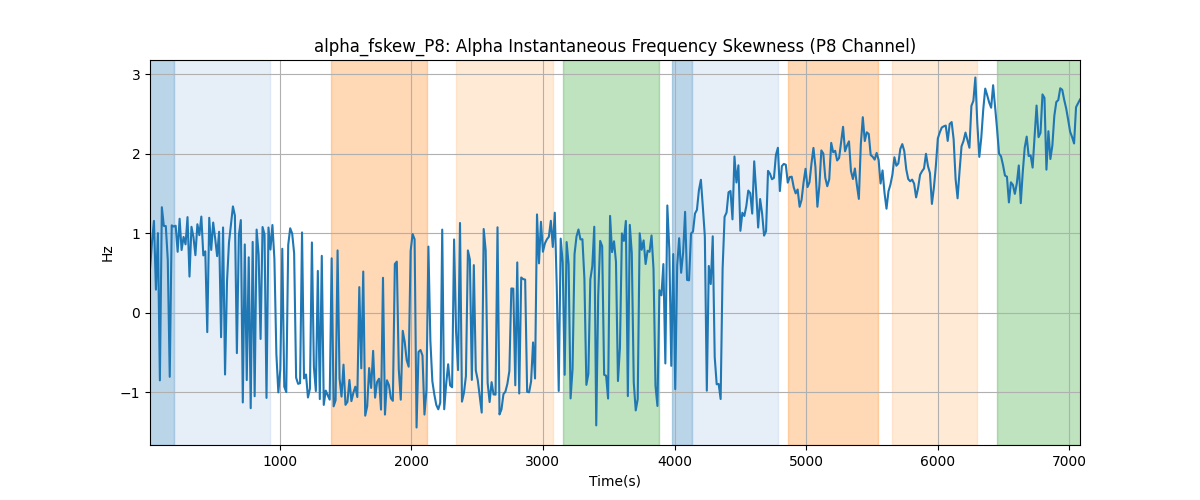 alpha_fskew_P8: Alpha Instantaneous Frequency Skewness (P8 Channel)
3
2
1
0
−1
Hz
1000 2000 3000 4000 5000 6000 7000
Time(s)